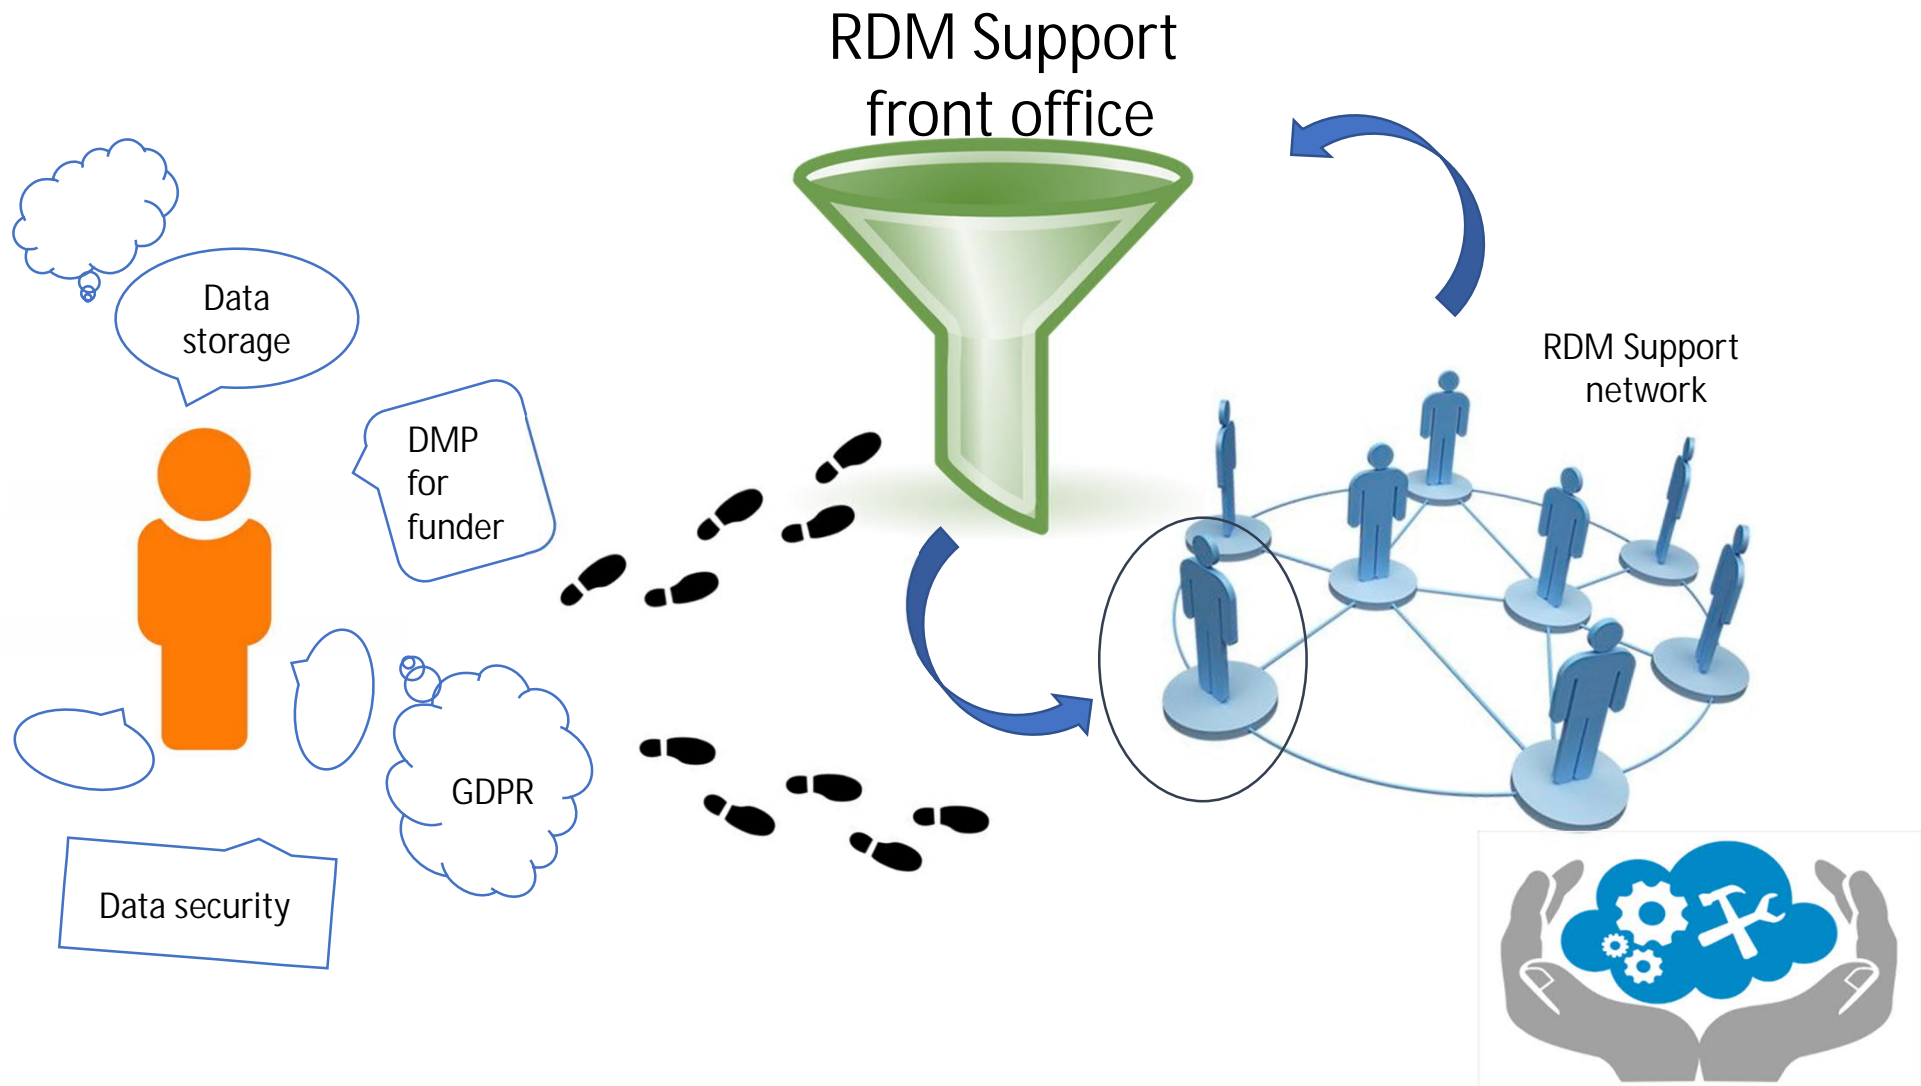 RDM Support
front office
Data
storage
DMP
for
funder
RDM Support
network
GDPR
Data security